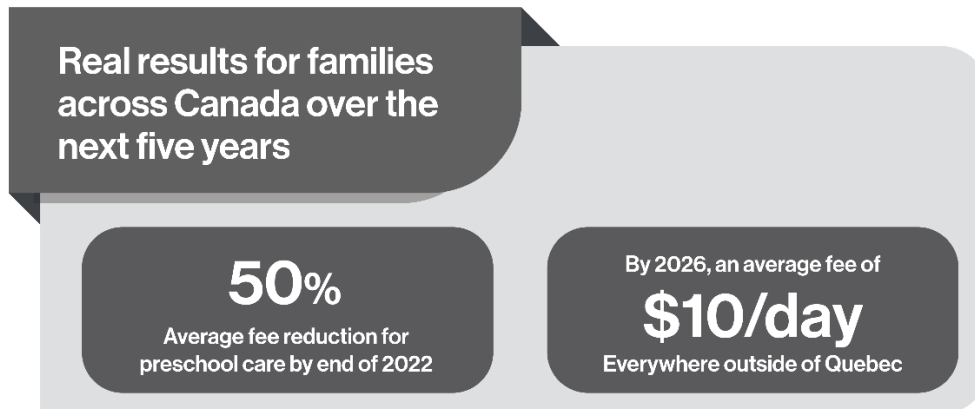 Real results for families
across Canada over the
next five years
50%
Average fee reduction for
preschool care by end of 2022
By 2026, an average fee of
$10/day
Everywhere outside of Quebec